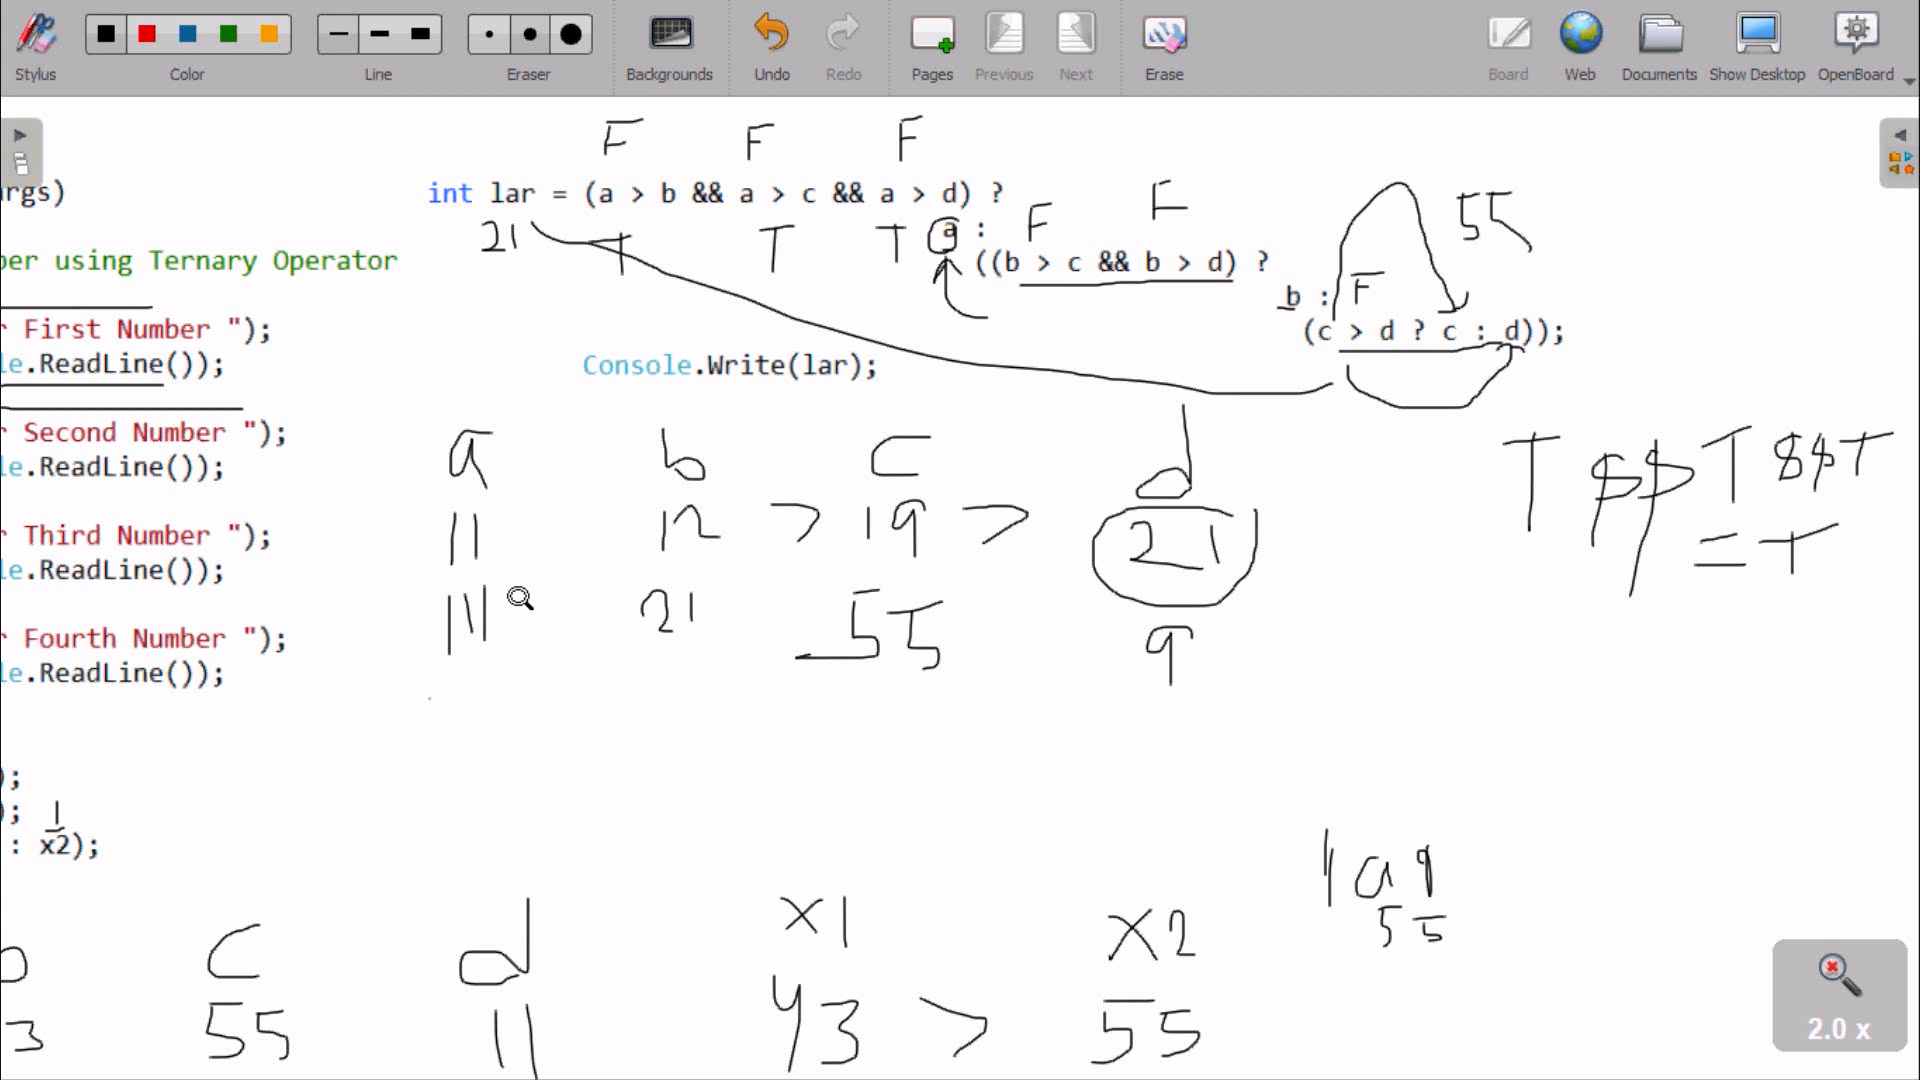 Stylus Color Line Eraser Backgrounds Undo Redo Pages Previous Next Erase Board Web Documents Show Desktop OpenBoard
F F F
rgs)
int lar = (a > b && a > c && a > d) ?
F F
55
21 T T T a :
ber using Ternary Operator
((b > c && b > d) ?
b : F
r First Number ");
(c > d ? c : d));
le.ReadLine());
Console.Write(lar);
r Second Number ");
a b c d
le.ReadLine());
T && T && T
11 12 > 19 > 21
r Third Number ");
= T
le.ReadLine());
111 21 55 9
r Fourth Number ");
le.ReadLine());
);
); 1
: x2);
55
c d x1 x2
3 55 11 43 > 55
2.0 x